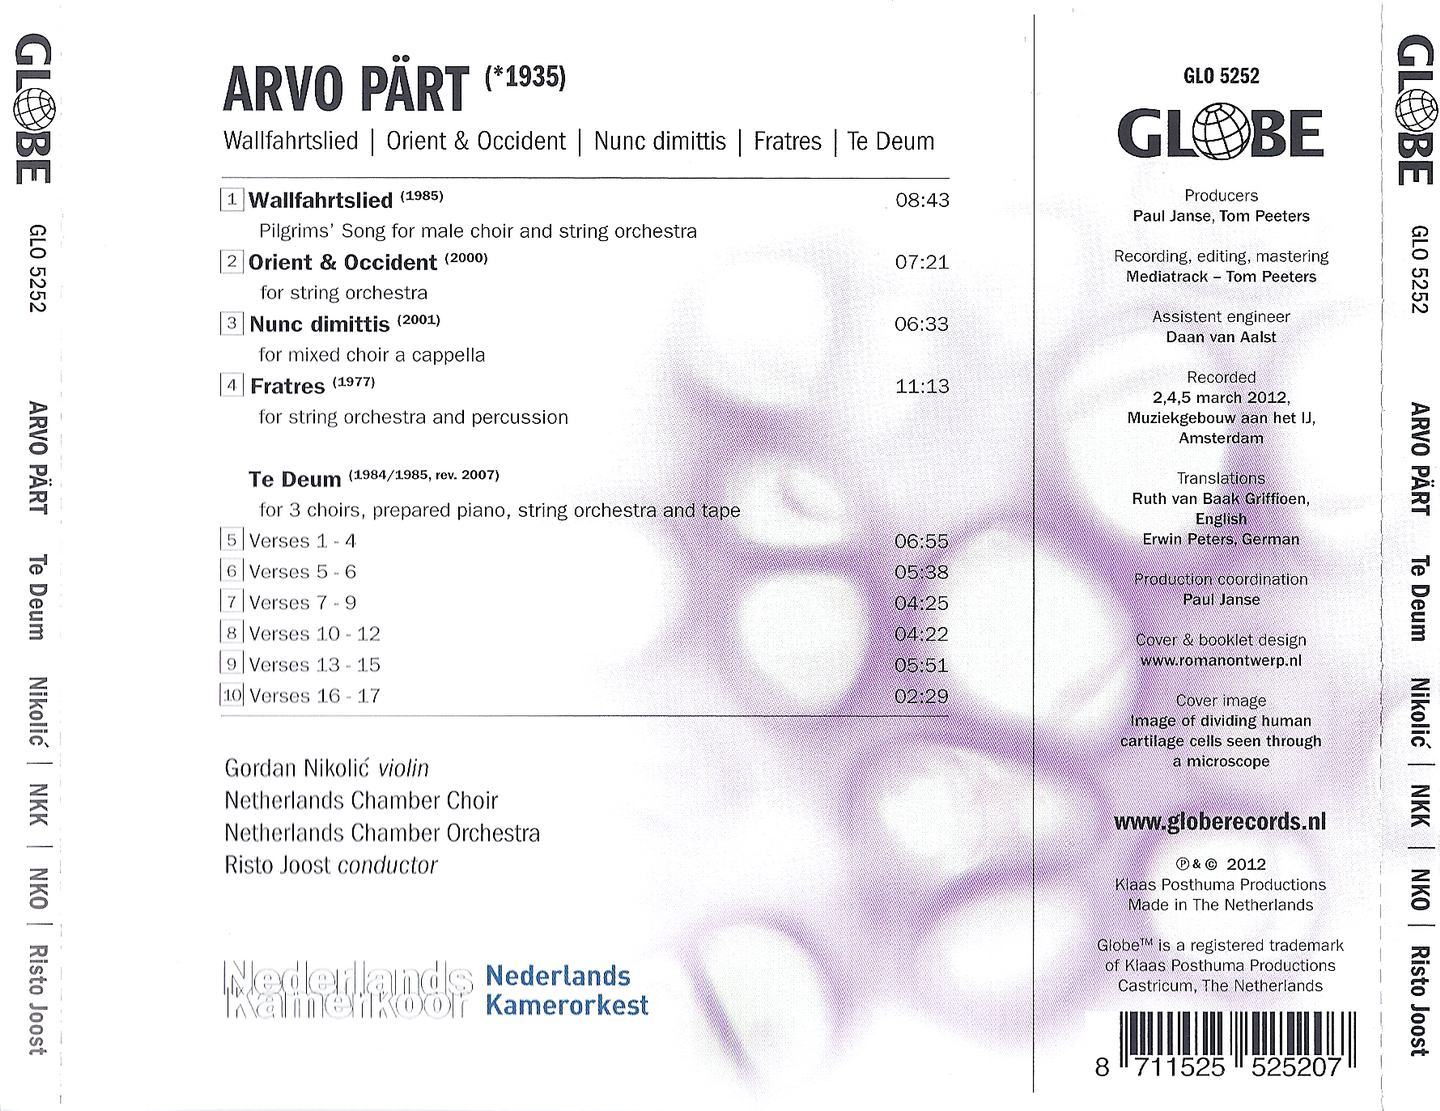 GLOBE
GLO 5252
ARVO PÄRT
Te Deum
Nikolić | NKK | NKO | Risto Joost
ARVO PÄRT (*1935)
Wallfahrtslied | Orient & Occident | Nunc dimittis | Fratres | Te Deum
1 Wallfahrtslied (1985) 08:43
Pilgrims' Song for male choir and string orchestra
2 Orient & Occident (2000) 07:21
for string orchestra
3 Nunc dimittis (2001) 06:33
for mixed choir a cappella
4 Fratres (1977) 11:13
for string orchestra and percussion
Te Deum (1984/1985, rev. 2007)
for 3 choirs, prepared piano, string orchestra and tape
5 Verses 1 - 4 06:55
6 Verses 5 - 6 05:38
7 Verses 7 - 9 04:25
8 Verses 10 - 12 04:22
9 Verses 13 - 15 05:51
10 Verses 16 - 17 02:29
Gordan Nikolić violin
Netherlands Chamber Choir
Netherlands Chamber Orchestra
Risto Joost conductor
Nederlands
Kamerkoor
Nederlands
Kamerorkest
GLO 5252
GLOBE
Producers
Paul Janse, Tom Peeters
Recording, editing, mastering
Mediatrack – Tom Peeters
Assistent engineer
Daan van Aalst
Recorded
2,4,5 march 2012,
Muziekgebouw aan het IJ,
Amsterdam
Translations
Ruth van Baak Griffioen,
English
Erwin Peters, German
Production coordination
Paul Janse
Cover & booklet design
www.romanontwerp.nl
Cover image
Image of dividing human
cartilage cells seen through
a microscope
www.globerecords.nl
℗ & © 2012
Klaas Posthuma Productions
Made in The Netherlands
Globe™ is a registered trademark
of Klaas Posthuma Productions
Castricum, The Netherlands
8 711525 525207
GLOBE
GLO 5252
ARVO PÄRT
Te Deum
Nikolić | NKK | NKO | Risto Joost